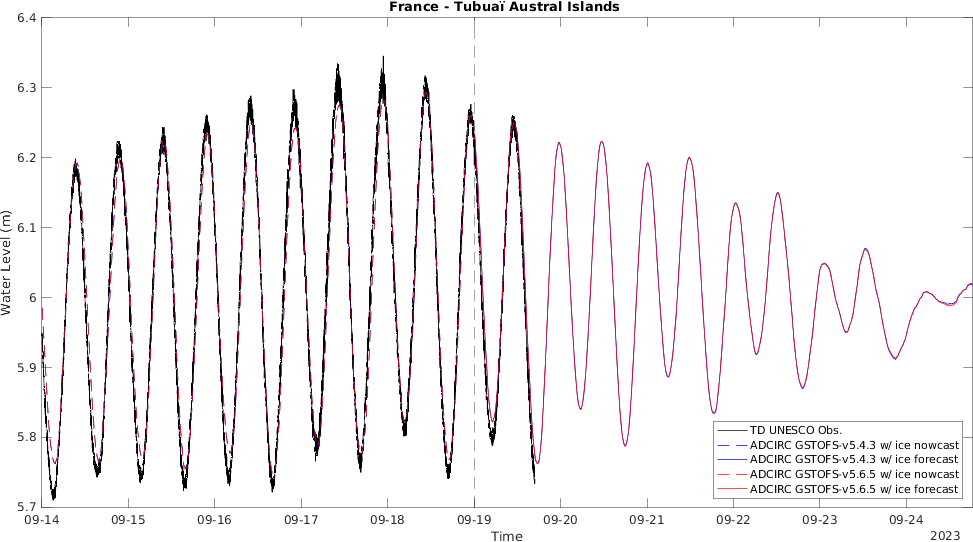 France - Tubuaï Austral Islands
6.4
6.3
6.2
6.1
6
5.9
5.8
5.7
Water Level (m)
TD UNESCO Obs.
ADCIRC GSTOFS-v5.4.3 w/ ice nowcast
ADCIRC GSTOFS-v5.4.3 w/ ice forecast
ADCIRC GSTOFS-v5.6.5 w/ ice nowcast
ADCIRC GSTOFS-v5.6.5 w/ ice forecast
09-14 09-15 09-16 09-17 09-18 09-19 09-20 09-21 09-22 09-23 09-24
Time
2023